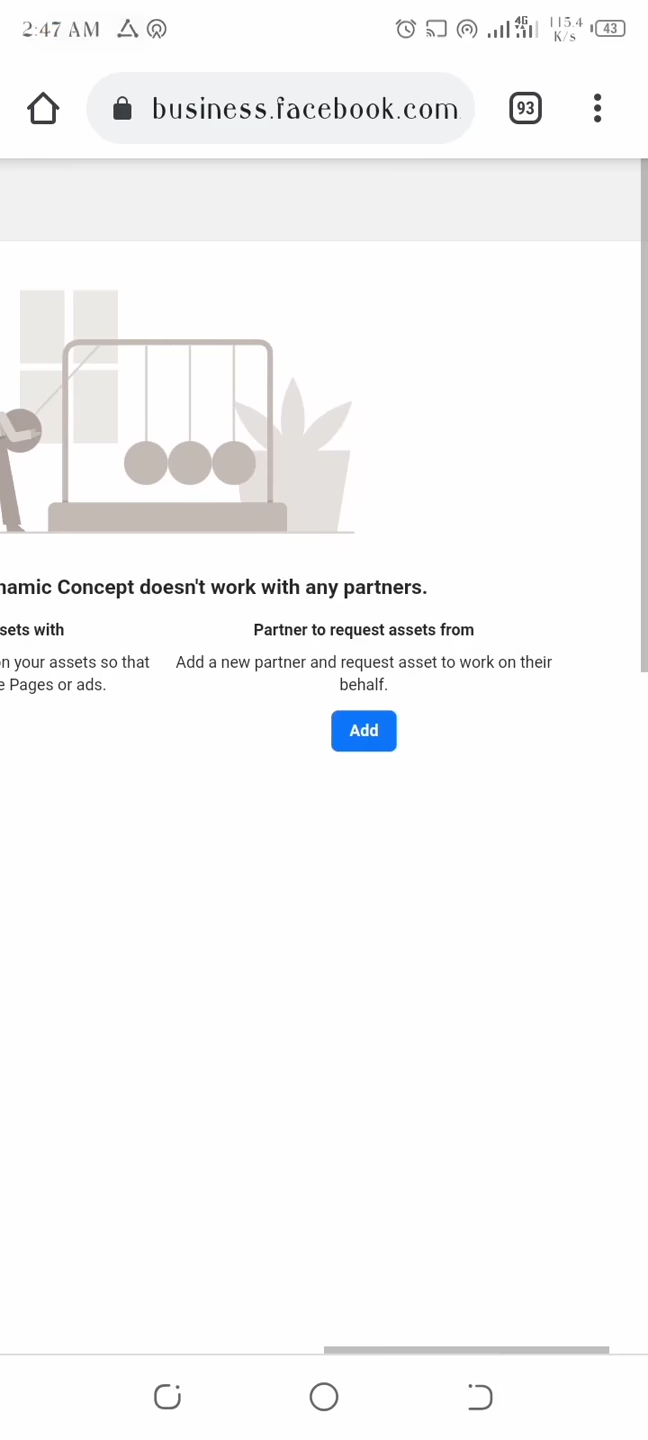 2:47 AM
4G
115.4
K/s
43
business.facebook.com
93
namic Concept doesn't work with any partners.
sets with
Partner to request assets from
n your assets so that
Add a new partner and request asset to work on their
e Pages or ads.
behalf.
Add